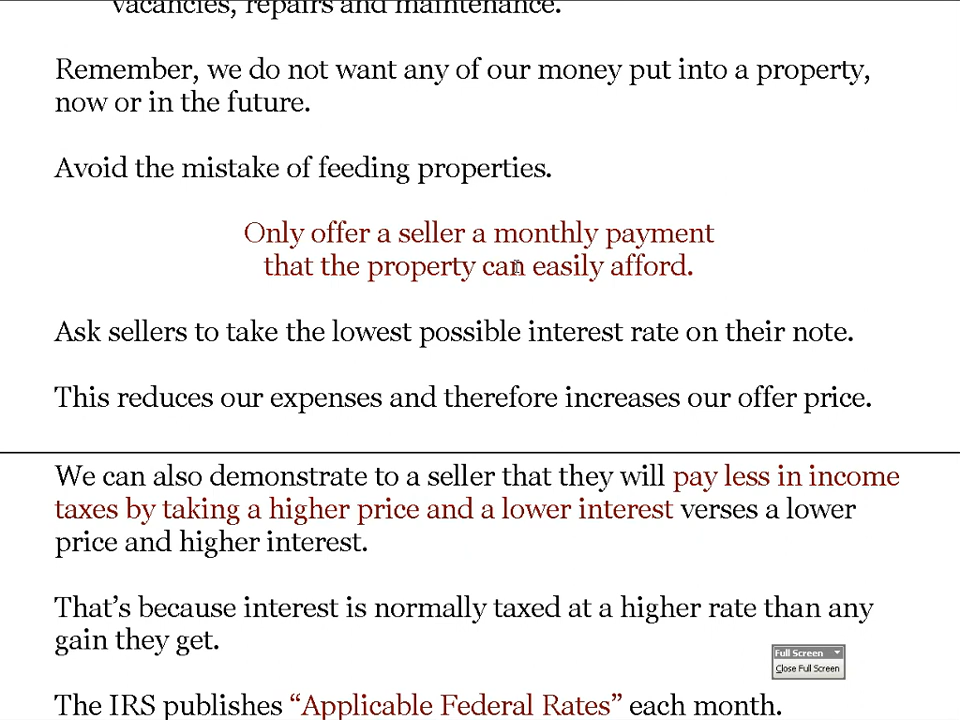 vacancies, repairs and maintenance.
Remember, we do not want any of our money put into a property,
now or in the future.
Avoid the mistake of feeding properties.
Only offer a seller a monthly payment
that the property can easily afford.
Ask sellers to take the lowest possible interest rate on their note.
This reduces our expenses and therefore increases our offer price.
We can also demonstrate to a seller that they will pay less in income
taxes by taking a higher price and a lower interest verses a lower
price and higher interest.
That's because interest is normally taxed at a higher rate than any
gain they get.
Full Screen
Close Full Screen
The IRS publishes “Applicable Federal Rates” each month.